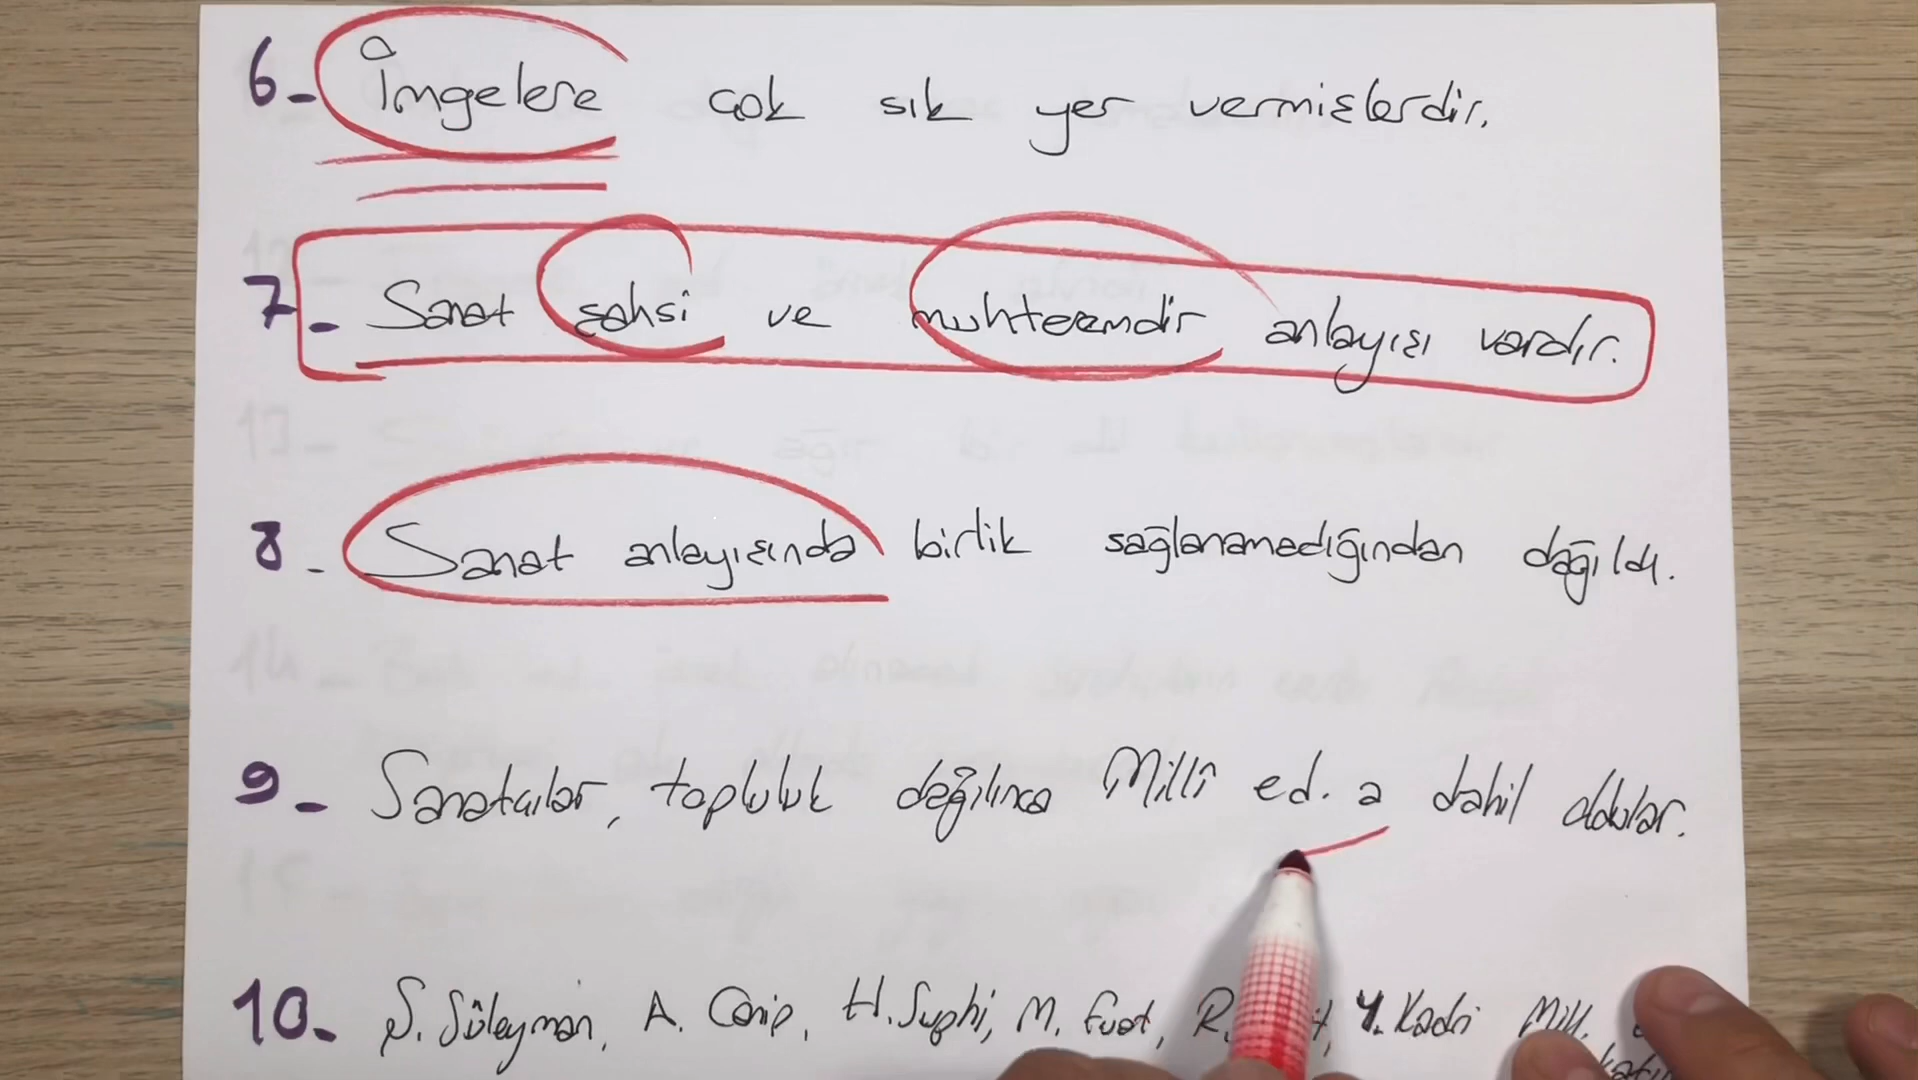 6- İmgelere çok sık yer vermişlerdir.
7- Sanat şahsi ve muhteremdir anlayışı vardır.
8- Sanat anlayışında birlik sağlanamadığından dağıldı.
9- Sanatçılar, topluluk dağılınca Millî ed. a dahil oldular.
10- Ş. Süleyman, A. Canip, H. Suphi, M. Fuat, R. Y. Kadri Mill.